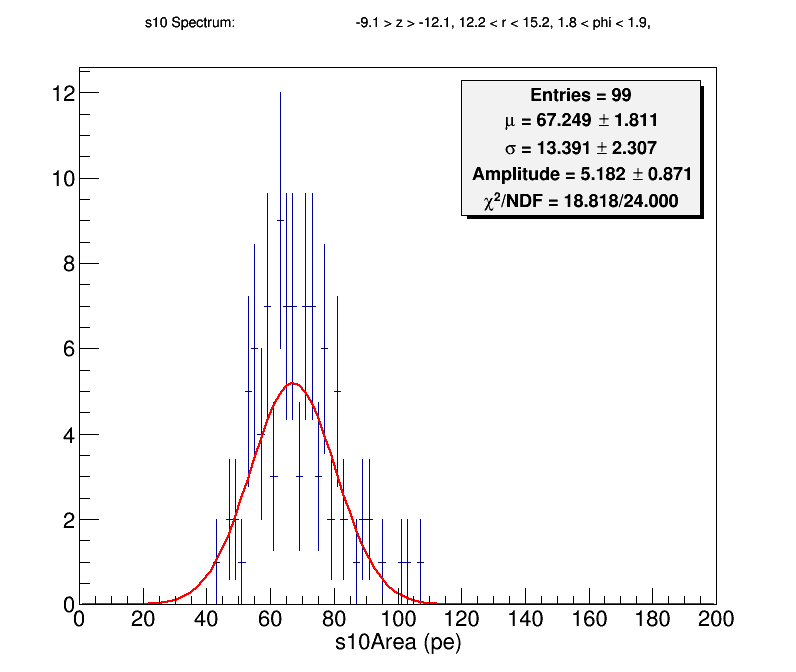 s10 Spectrum: -9.1 > z > -12.1, 12.2 < r < 15.2, 1.8 < phi < 1.9,
Entries = 99
μ = 67.249 ± 1.811
σ = 13.391 ± 2.307
Amplitude = 5.182 ± 0.871
χ²/NDF = 18.818/24.000
12
10
8
6
4
2
0
0 20 40 60 80 100 120 140 160 180 200
s10Area (pe)